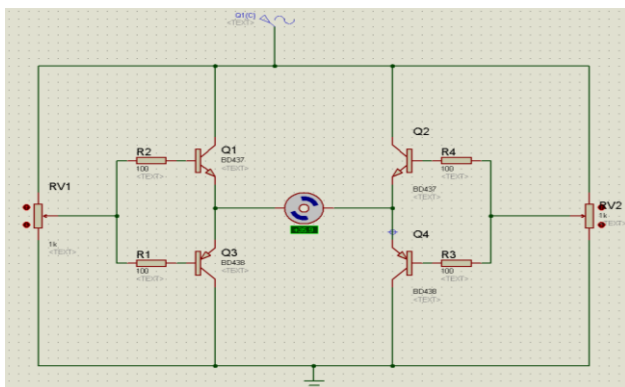 Q1(C)
<TEXT>
R2
100
<TEXT>
Q1
BD437
<TEXT>
Q2
BD437
<TEXT>
R4
100
<TEXT>
RV1
1k
<TEXT>
RV2
1k
<TEXT>
R1
100
<TEXT>
Q3
BD438
<TEXT>
Q4
BD438
<TEXT>
R3
100
<TEXT>